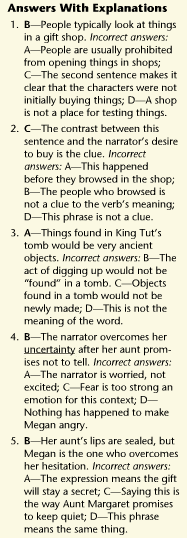 Answers With Explanations
1. B—People typically look at things
in a gift shop. Incorrect answers:
A—People are usually prohibited
from opening things in shops;
C—The second sentence makes it
clear that the characters were not
initially buying things; D—A shop
is not a place for testing things.
2. C—The contrast between this
sentence and the narrator's desire
to buy is the clue. Incorrect
answers: A—This happened
before they browsed in the shop;
B—The people who browsed is
not a clue to the verb's meaning;
D—This phrase is not a clue.
3. A—Things found in King Tut's
tomb would be very ancient
objects. Incorrect answers: B—The
act of digging up would not be
"found" in a tomb. C—Objects
found in a tomb would not be
newly made; D—This is not the
meaning of the word.
4. B—The narrator overcomes her
uncertainty after her aunt prom-
ises not to tell. Incorrect answers:
A—The narrator is worried, not
excited; C—Fear is too strong an
emotion for this context; D—
Nothing has happened to make
Megan angry.
5. B—Her aunt's lips are sealed, but
Megan is the one who overcomes
her hesitation. Incorrect answers:
A—The expression means the gift
will stay a secret; C—Saying this is
the way Aunt Margaret promises
to keep quiet; D—This phrase
means the same thing.